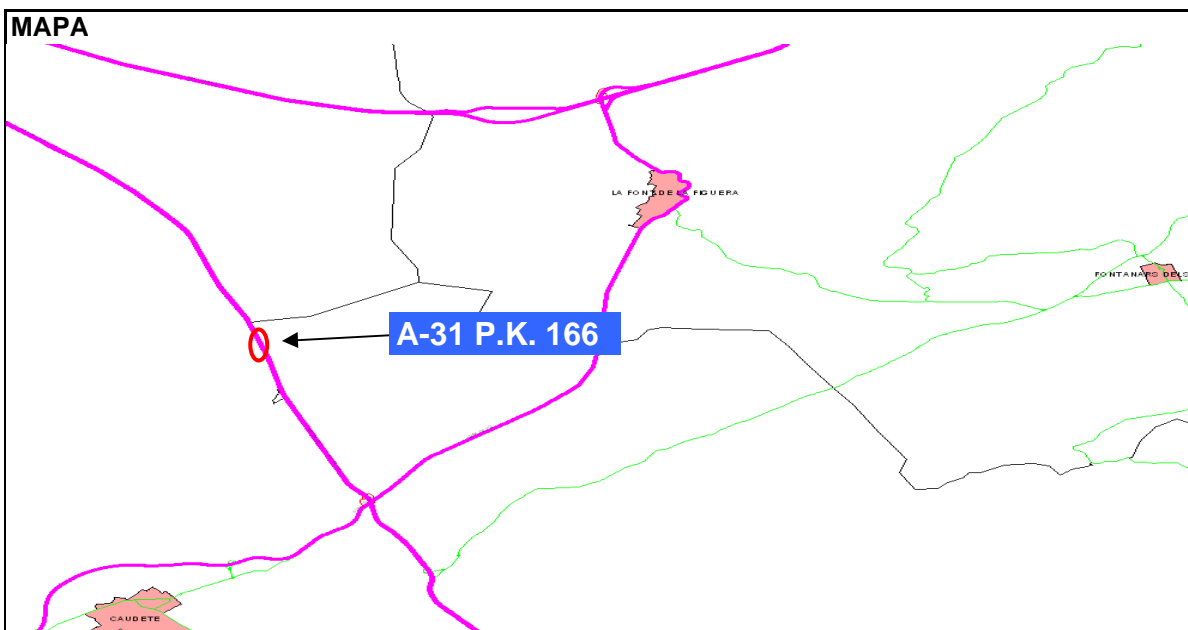 MAPA
LA FONT DE LA FIGUERA
FONTANARS DELS
A-31 P.K. 166
CAUDETE